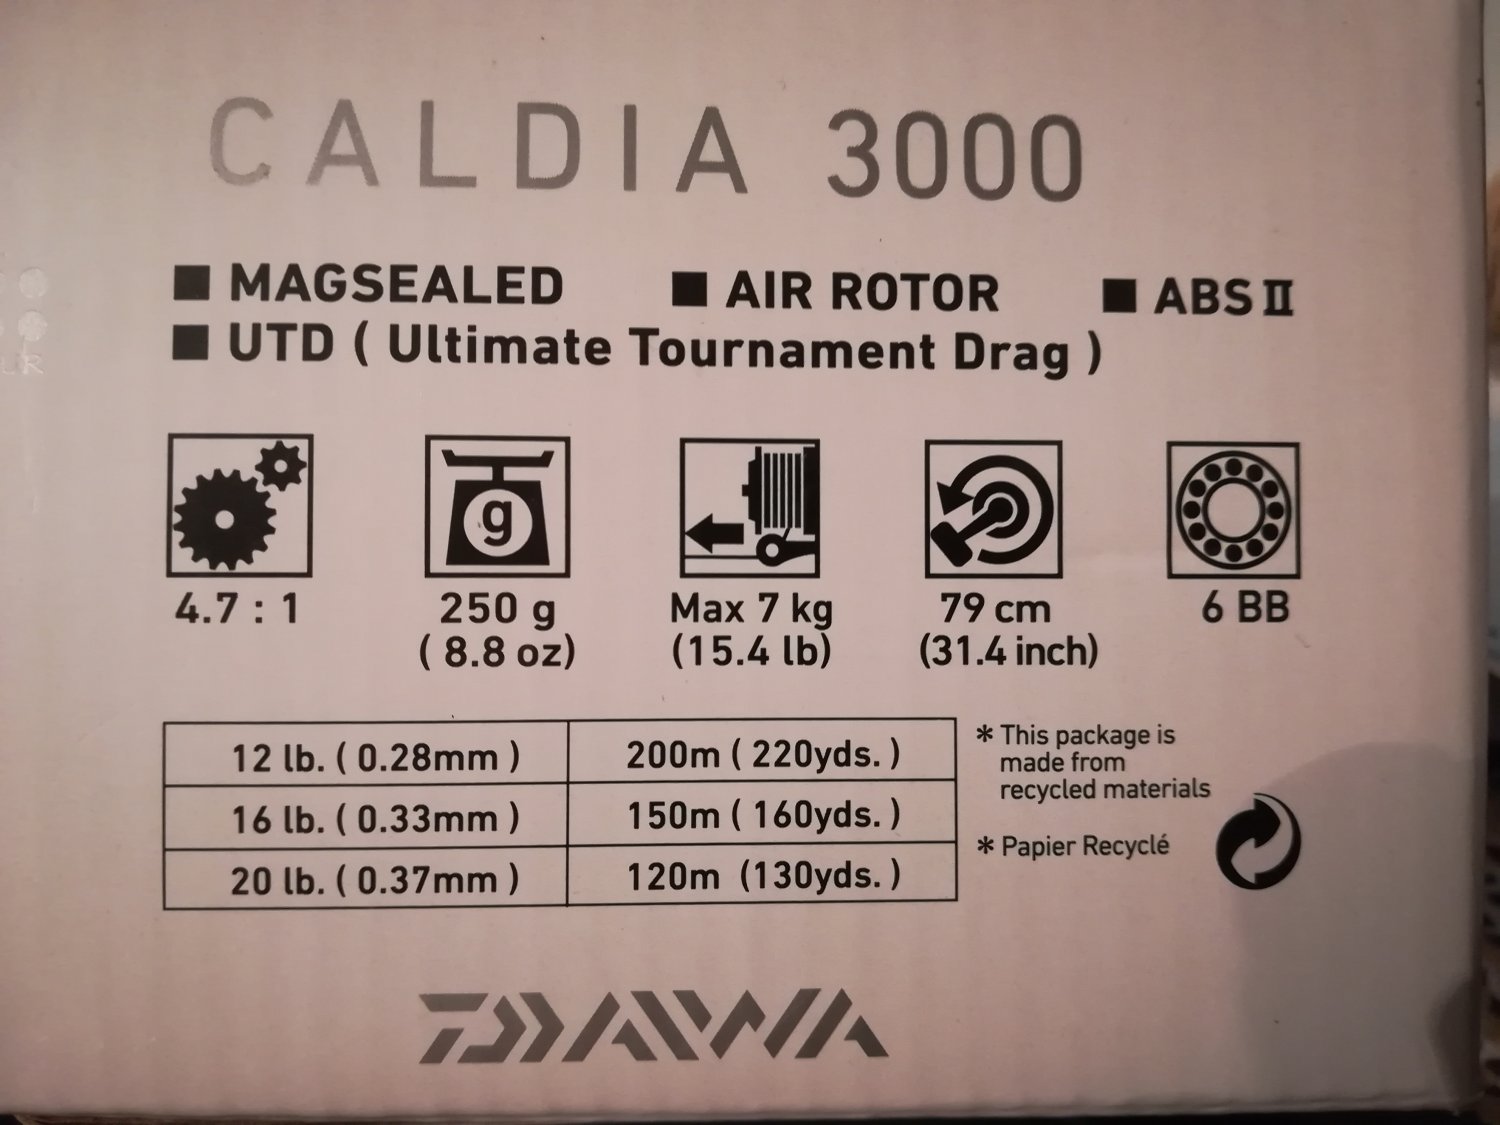 CALDIA 3000
■ MAGSEALED ■ AIR ROTOR ■ ABS II
■ UTD ( Ultimate Tournament Drag )
g
4.7 : 1 250 g Max 7 kg 79 cm 6 BB
( 8.8 oz) (15.4 lb) (31.4 inch)
12 lb. ( 0.28mm ) 200m ( 220yds. )
16 lb. ( 0.33mm ) 150m ( 160yds. )
20 lb. ( 0.37mm ) 120m (130yds. )
* This package is
made from
recycled materials
* Papier Recyclé
DAIWA